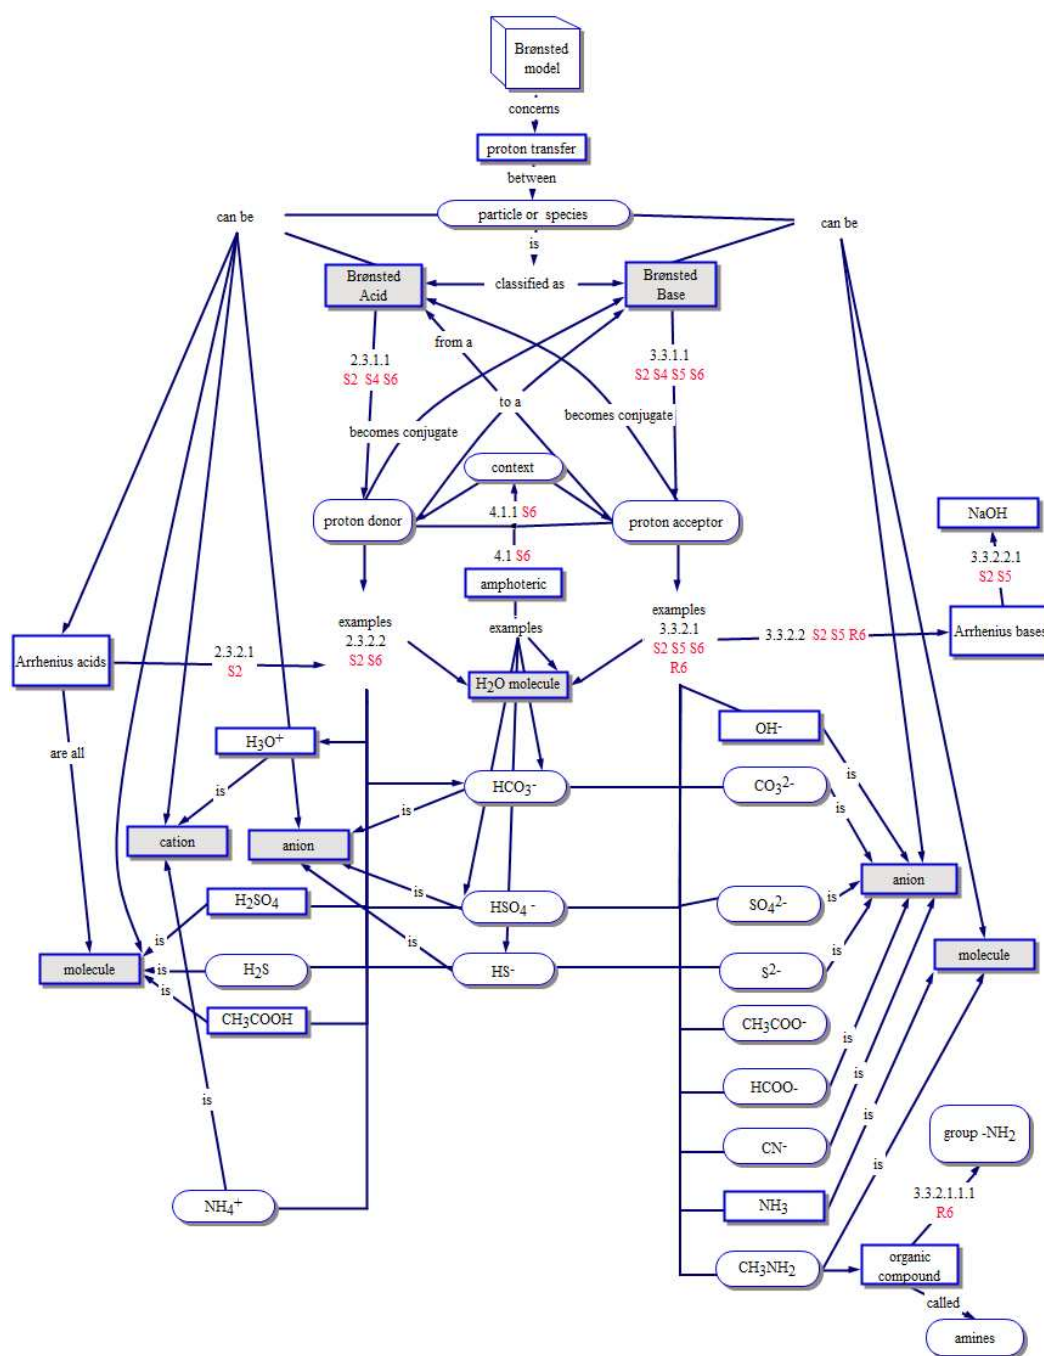 Brønsted
model
concerns
proton transfer
between
particle or species
can be
can be
is
Brønsted
Acid
classified as
Brønsted
Base
from a
2.3.1.1
S2 S4 S6
3.3.1.1
S2 S4 S5 S6
to a
becomes conjugate
becomes conjugate
context
4.1.1 S6
proton donor
proton acceptor
NaOH
4.1 S6
3.3.2.2.1
S2 S5
amphoteric
examples
2.3.2.2
S2 S6
examples
examples
3.3.2.1
S2 S5 S6
R6
3.3.2.2 S2 S5 R6
Arrhenius bases
Arrhenius acids
2.3.2.1
S2
H2O molecule
are all
H3O+
OH-
is
is
HCO3-
CO32-
is
is
cation
anion
anion
is
H2SO4
HSO4 -
SO42-
is
is
is
molecule
is
H2S
HS-
S2-
molecule
is
CH3COOH
CH3COO-
is
is
is
HCOO-
is
is
group -NH2
CN-
is
3.3.2.1.1.1
R6
NH4+
NH3
organic
compound
CH3NH2
called
amines